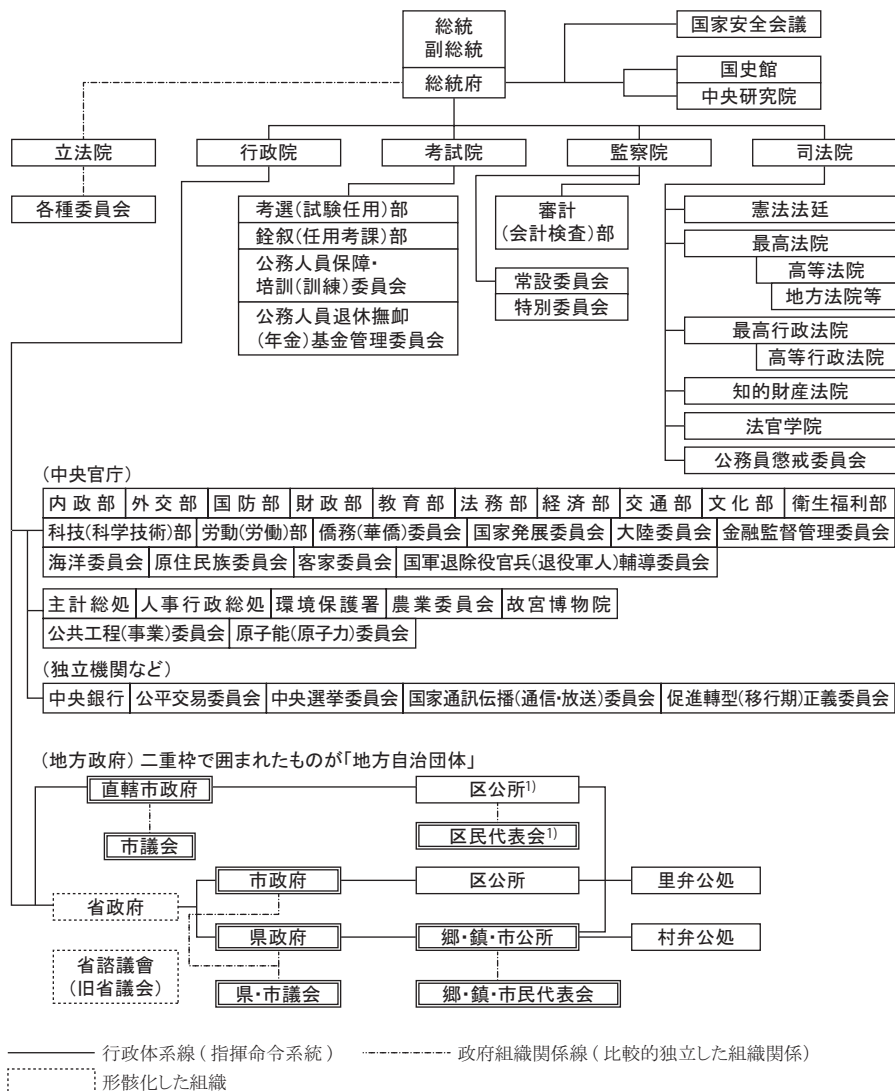 総統
副総統
総統府
国家安全会議
国史館
中央研究院
立法院
行政院
考試院
監察院
司法院
各種委員会
考選(試験任用)部
銓叙(任用考課)部
公務人員保障・
培訓(訓練)委員会
公務人員退休撫卹
(年金)基金管理委員会
審計
(会計検査)部
常設委員会
特別委員会
憲法法廷
最高法院
高等法院
地方法院等
最高行政法院
高等行政法院
知的財産法院
法官学院
公務員懲戒委員会
(中央官庁)
内政部 外交部 国防部 財政部 教育部 法務部 経済部 交通部 文化部 衛生福利部
科技(科学技術)部 労動(労働)部 僑務(華僑)委員会 国家発展委員会 大陸委員会 金融監督管理委員会
海洋委員会 原住民族委員会 客家委員会 国軍退除役官兵(退役軍人)輔導委員会
主計総処 人事行政総処 環境保護署 農業委員会 故宮博物院
公共工程(事業)委員会 原子能(原子力)委員会
(独立機関など)
中央銀行 公平交易委員会 中央選挙委員会 国家通訊伝播(通信・放送)委員会 促進轉型(移行期)正義委員会
(地方政府) 二重枠で囲まれたものが「地方自治団体」
直轄市政府 区公所1)
市議会 区民代表会1)
市政府 区公所 里弁公処
省政府
県政府 郷・鎮・市公所 村弁公処
省諮議會
(旧省議会)
県・市議会 郷・鎮・市民代表会
行政体系線(指揮命令系統) 政府組織関係線(比較的独立した組織関係)
形骸化した組織